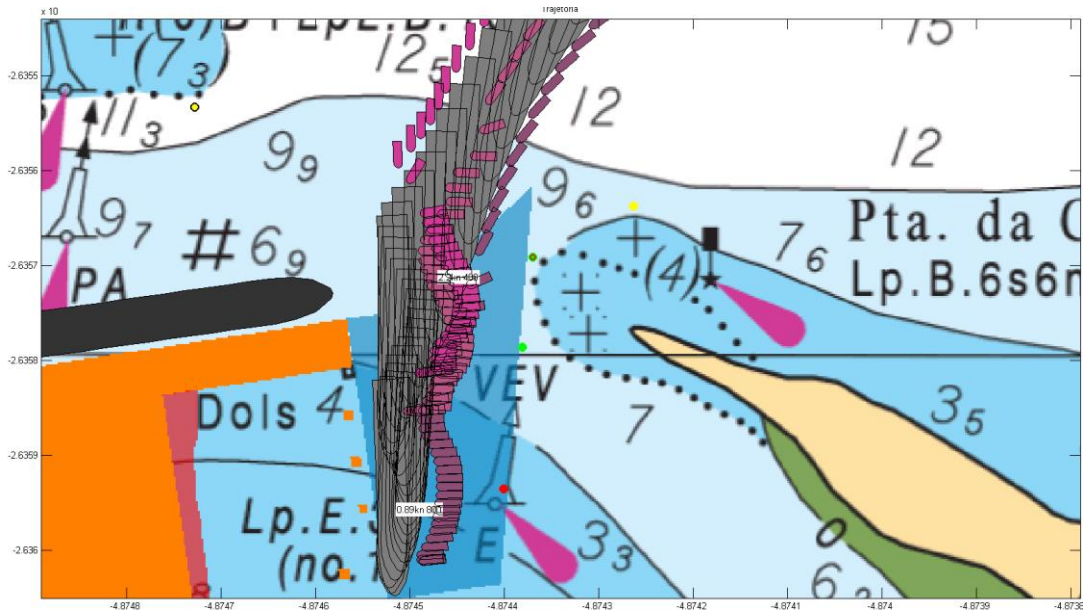 Trajetoria
x 10
(7₃)
12₅
15
-2.6355
11₃
12
12
9₉
-2.6356
9₆
Pta. da
9₇
# 6₉
7₆
(4)
-2.6357
PA
Lp.B.6s6m
-2.6358
VEV
Dols 4
7
3₅
-2.6359
0.89kn 800
Lp.E.
(no.
E
3₃
-2.636
-4.8748
-4.8747
-4.8746
-4.8745
-4.8744
-4.8743
-4.8742
-4.8741
-4.874
-4.8739